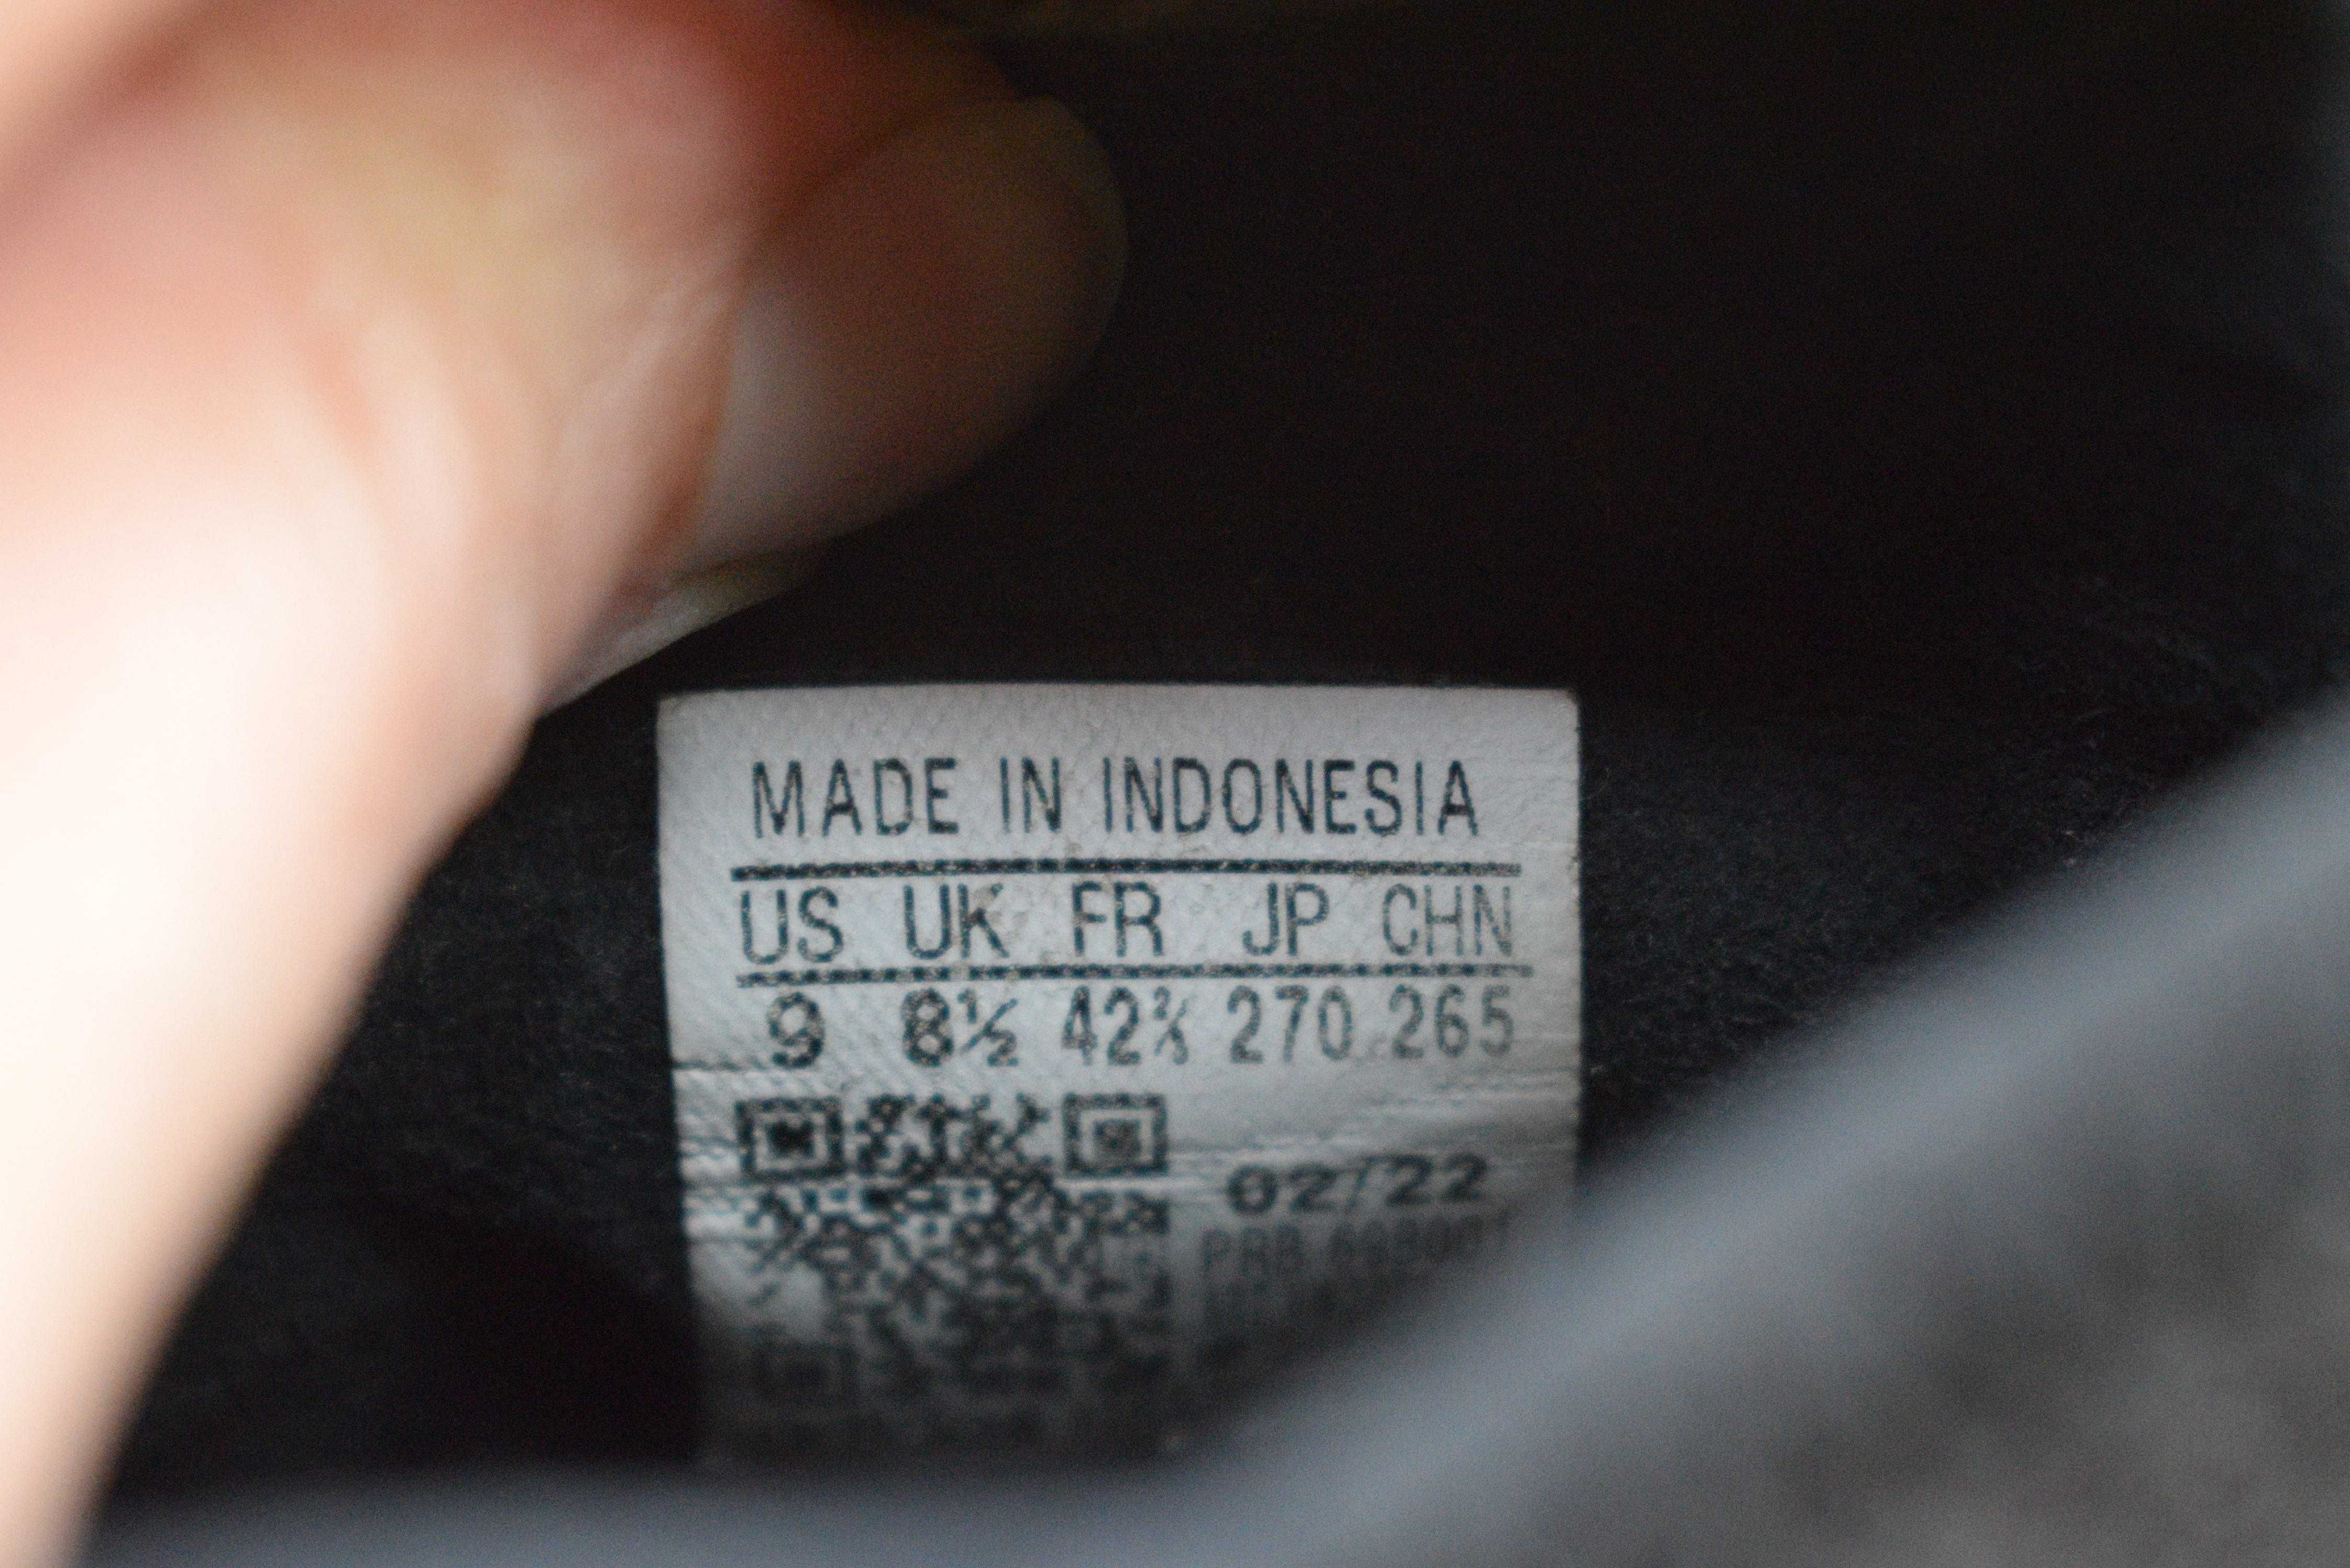 MADE IN INDONESIA
US UK FR JP CHN
9 8½ 42⅔ 270 265
02/22